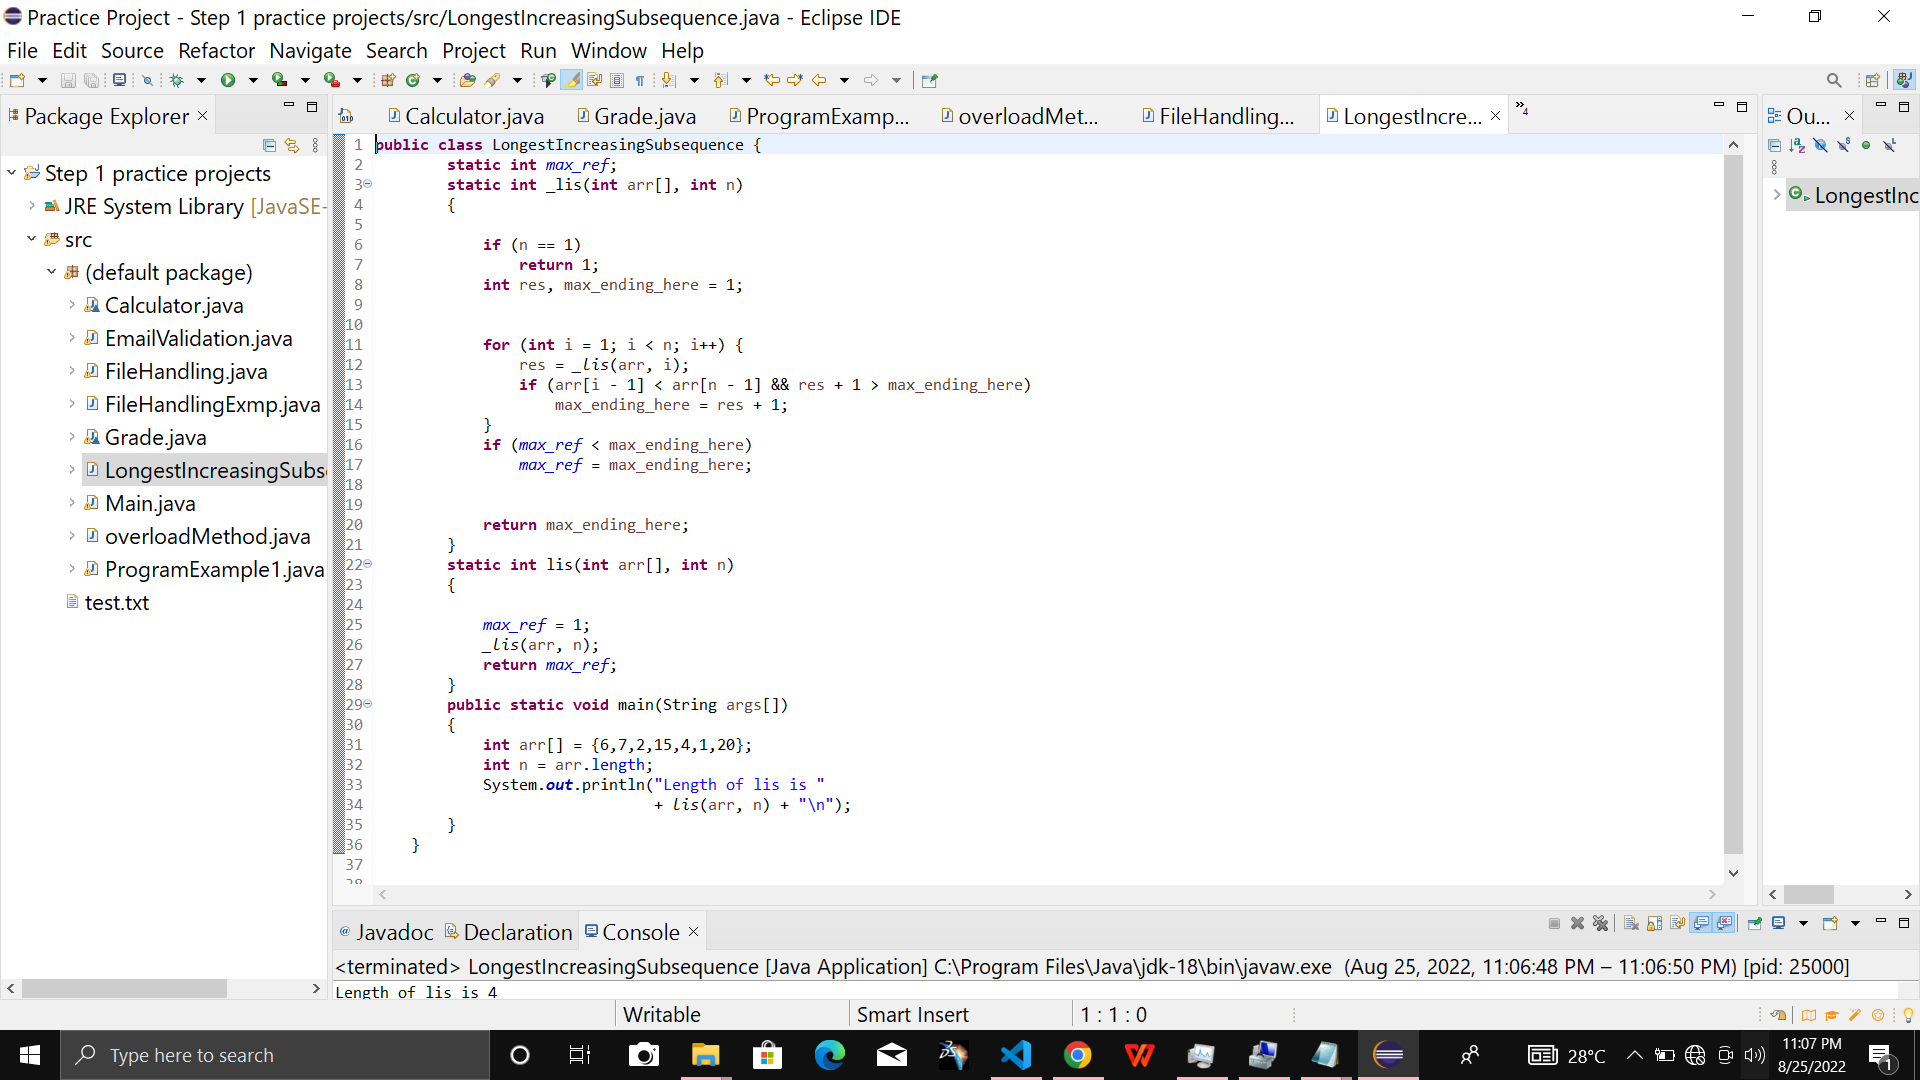 Practice Project - Step 1 practice projects/src/LongestIncreasingSubsequence.java - Eclipse IDE
File Edit Source Refactor Navigate Search Project Run Window Help
Package Explorer
Calculator.java Grade.java ProgramExamp... overloadMet... FileHandling... LongestIncre... »4
Ou...
Step 1 practice projects
JRE System Library [JavaSE-
src
(default package)
Calculator.java
EmailValidation.java
FileHandling.java
FileHandlingExmp.java
Grade.java
LongestIncreasingSubs
Main.java
overloadMethod.java
ProgramExample1.java
test.txt
1 public class LongestIncreasingSubsequence {
2 static int max_ref;
3 static int _lis(int arr[], int n)
4 {
5
6 if (n == 1)
7 return 1;
8 int res, max_ending_here = 1;
9
10
11 for (int i = 1; i < n; i++) {
12 res = _lis(arr, i);
13 if (arr[i - 1] < arr[n - 1] && res + 1 > max_ending_here)
14 max_ending_here = res + 1;
15 }
16 if (max_ref < max_ending_here)
17 max_ref = max_ending_here;
18
19
20 return max_ending_here;
21 }
22 static int lis(int arr[], int n)
23 {
24
25 max_ref = 1;
26 _lis(arr, n);
27 return max_ref;
28 }
29 public static void main(String args[])
30 {
31 int arr[] = {6,7,2,15,4,1,20};
32 int n = arr.length;
33 System.out.println("Length of lis is "
34 + lis(arr, n) + "\n");
35 }
36 }
37
38
LongestInc
@ Javadoc Declaration Console
<terminated> LongestIncreasingSubsequence [Java Application] C:\Program Files\Java\jdk-18\bin\javaw.exe (Aug 25, 2022, 11:06:48 PM – 11:06:50 PM) [pid: 25000]
Length of lis is 4
Writable Smart Insert 1 : 1 : 0
Type here to search
28°C
11:07 PM
8/25/2022
1